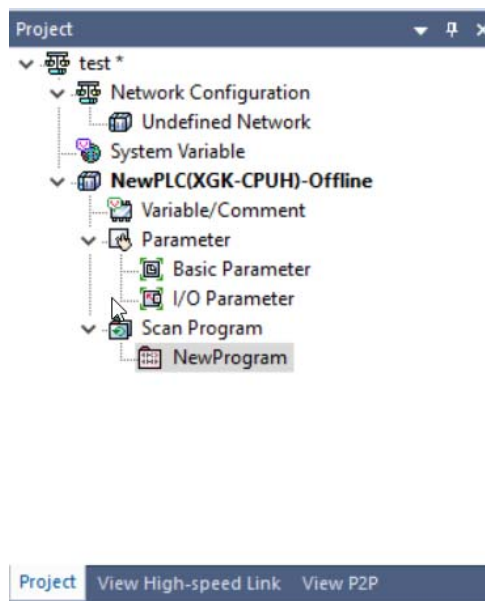 Project
test *
Network Configuration
Undefined Network
System Variable
NewPLC(XGK-CPUH)-Offline
Variable/Comment
Parameter
Basic Parameter
I/O Parameter
Scan Program
NewProgram
Project View High-speed Link View P2P